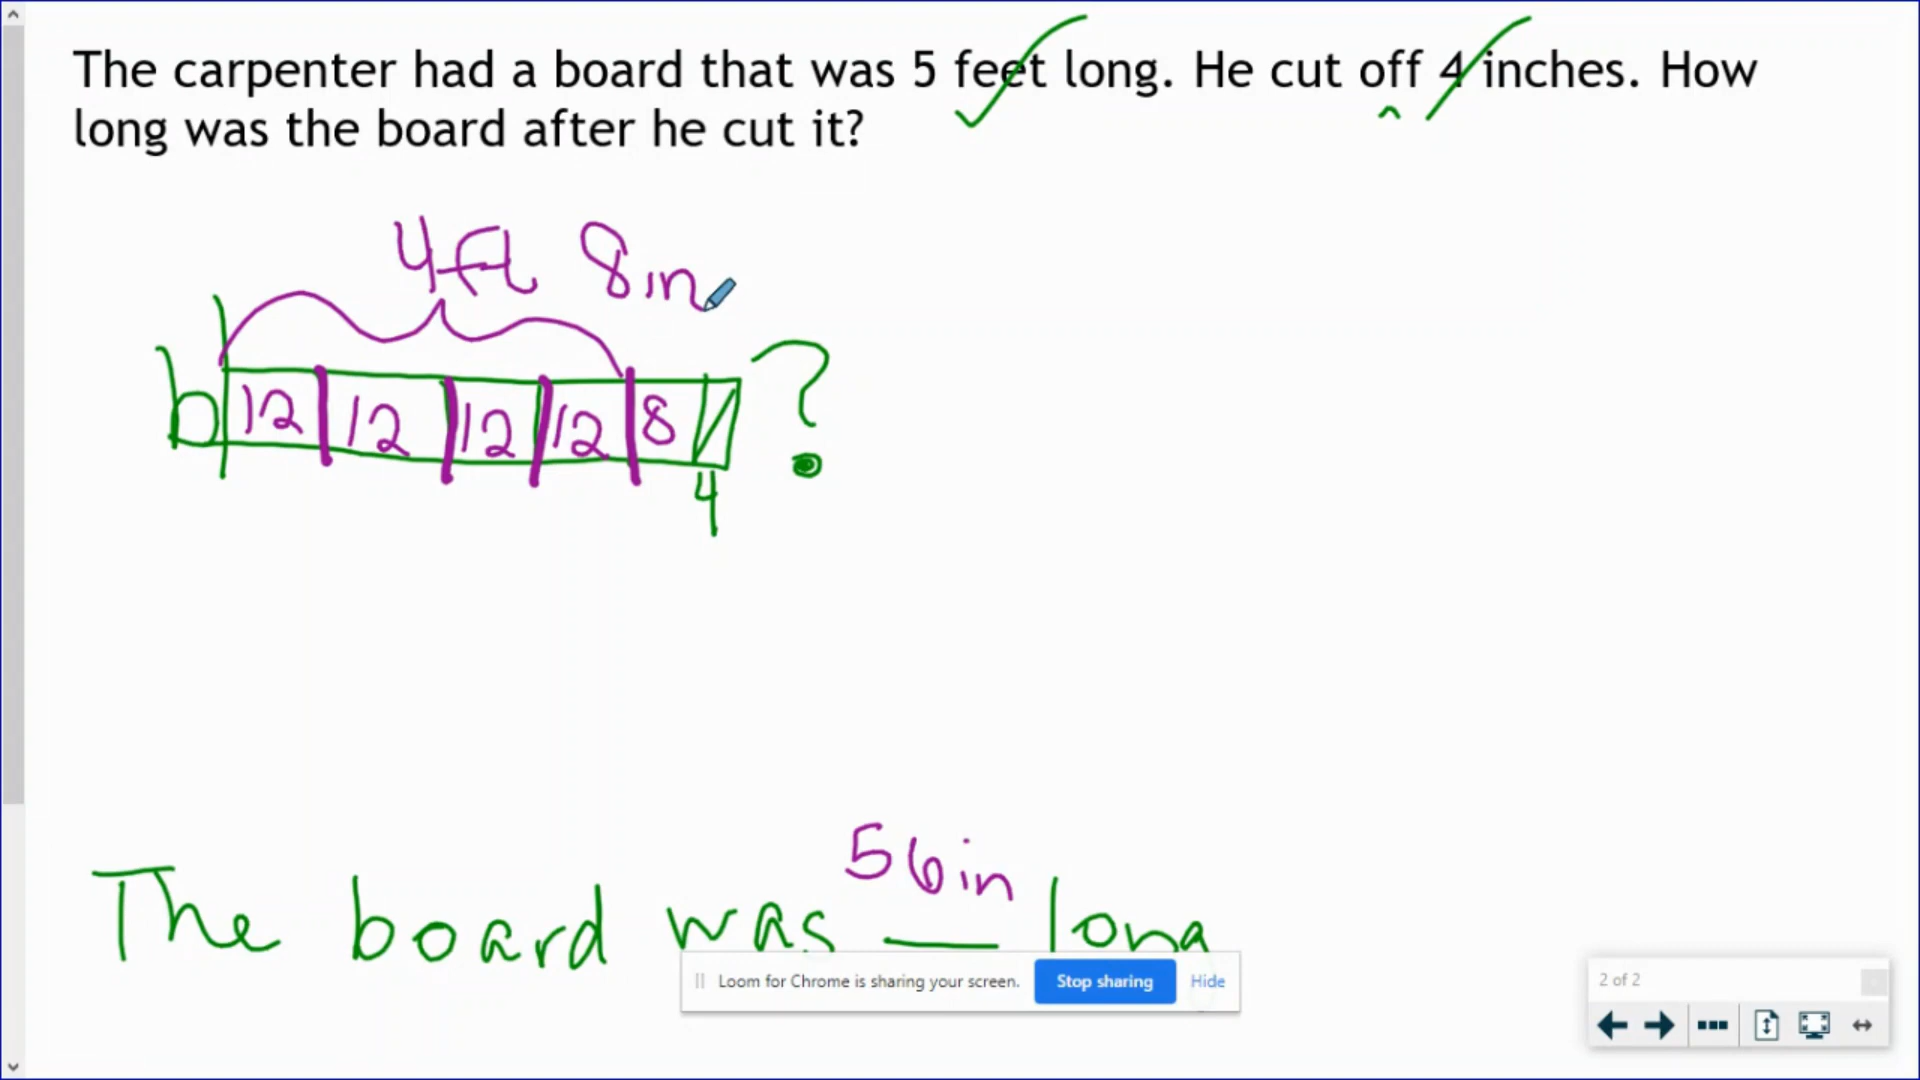 The carpenter had a board that was 5 feet long. He cut off 4 inches. How
long was the board after he cut it?
4ft 8in
b 12 12 12 12 8 ?
4
56in
The board was ___ long
Loom for Chrome is sharing your screen. Stop sharing Hide
2 of 2